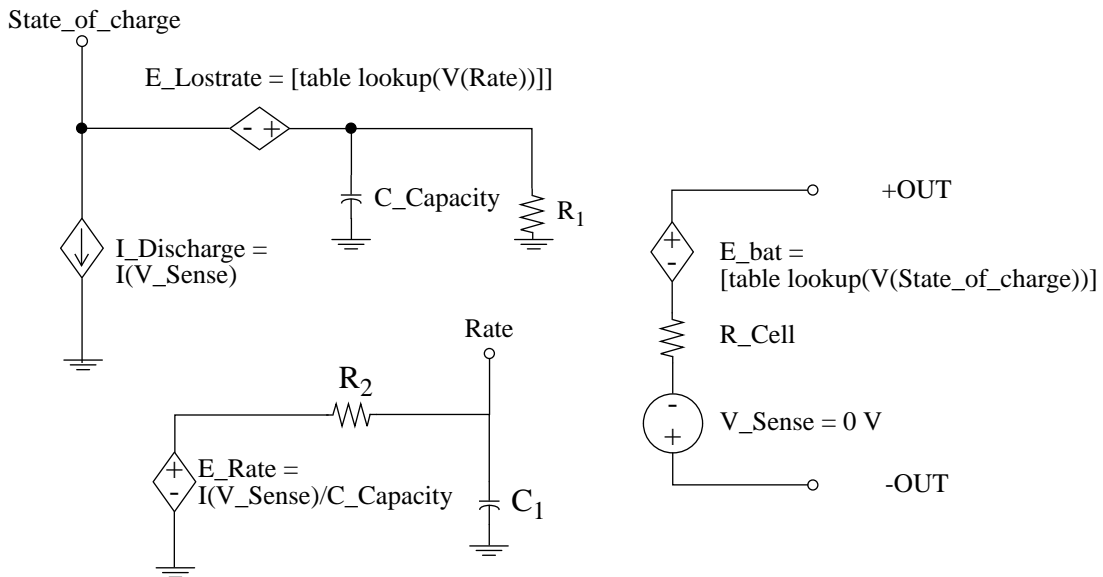 State_of_charge
E_Lostrate = [table lookup(V(Rate))]]
- +
C_Capacity
R1
I_Discharge =
I(V_Sense)
+OUT
+
-
E_bat =
[table lookup(V(State_of_charge))]
R_Cell
Rate
R2
-
+
V_Sense = 0 V
+
-
E_Rate =
I(V_Sense)/C_Capacity
C1
-OUT